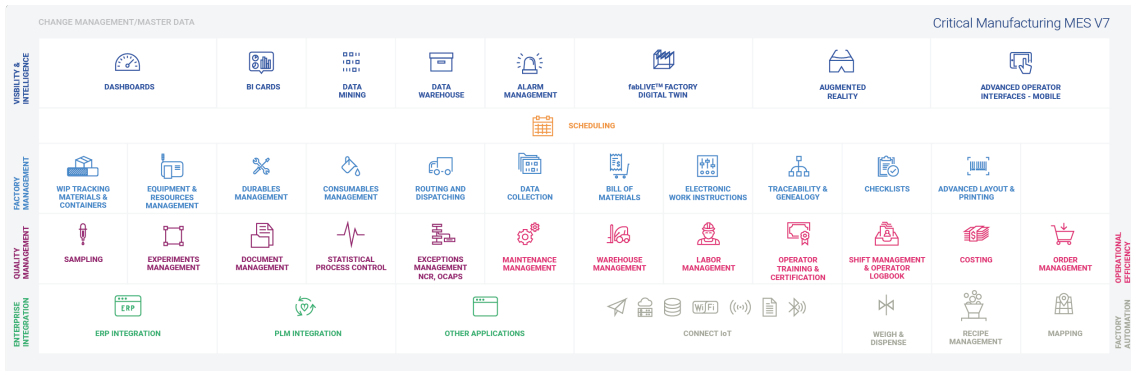 CHANGE MANAGEMENT/MASTER DATA
Critical Manufacturing MES V7
VISIBILITY &
INTELLIGENCE
DASHBOARDS
BI CARDS
DATA
MINING
DATA
WAREHOUSE
ALARM
MANAGEMENT
fabLIVE™ FACTORY
DIGITAL TWIN
AUGMENTED
REALITY
ADVANCED OPERATOR
INTERFACES - MOBILE
SCHEDULING
FACTORY
MANAGEMENT
WIP TRACKING
MATERIALS &
CONTAINERS
EQUIPMENT &
RESOURCES
MANAGEMENT
DURABLES
MANAGEMENT
CONSUMABLES
MANAGEMENT
ROUTING AND
DISPATCHING
DATA
COLLECTION
BILL OF
MATERIALS
ELECTRONIC
WORK INSTRUCTIONS
TRACEABILITY &
GENEALOGY
CHECKLISTS
ADVANCED LAYOUT &
PRINTING
QUALITY
MANAGEMENT
SAMPLING
EXPERIMENTS
MANAGEMENT
DOCUMENT
MANAGEMENT
STATISTICAL
PROCESS CONTROL
EXCEPTIONS
MANAGEMENT
NCR, OCAPS
MAINTENANCE
MANAGEMENT
WAREHOUSE
MANAGEMENT
LABOR
MANAGEMENT
OPERATOR
TRAINING &
CERTIFICATION
SHIFT MANAGEMENT
& OPERATOR
LOGBOOK
COSTING
ORDER
MANAGEMENT
OPERATIONAL
EFFICIENCY
ENTERPRISE
INTEGRATION
ERP
ERP INTEGRATION
PLM INTEGRATION
OTHER APPLICATIONS
WiFi
CONNECT IoT
WEIGH &
DISPENSE
RECIPE
MANAGEMENT
MAPPING
FACTORY
AUTOMATION